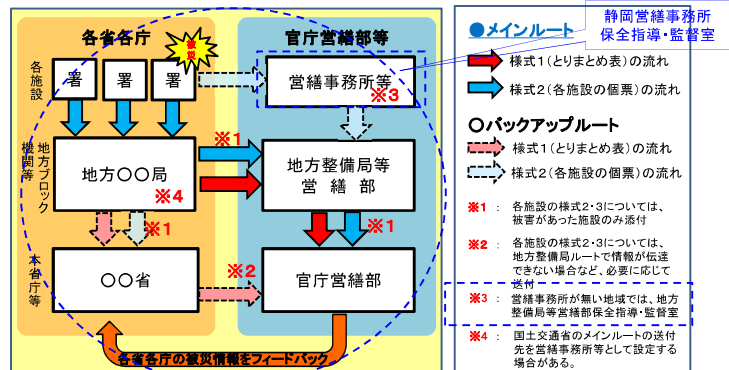 各省各庁
被災
官庁営繕部等
各施設
署
署
署
営繕事務所等
※3
地方ブロック
機関等
地方〇〇局
※4
※1
地方整備局等
営繕部
※1
※1
本省庁等
〇〇省
※2
官庁営繕部
各省各庁の被災情報をフィードバック
静岡営繕事務所
保全指導・監督室
●メインルート
様式1(とりまとめ表)の流れ
様式2(各施設の個票)の流れ
〇バックアップルート
様式1(とりまとめ表)の流れ
様式2(各施設の個票)の流れ
※1 : 各施設の様式2・3については、
被害があった施設のみ添付
※2 : 各施設の様式2・3については、
地方整備局ルートで情報が伝達
できない場合など、必要に応じて
送付
※3 : 営繕事務所が無い地域では、地方
整備局等営繕部保全指導・監督室
※4 : 国土交通省のメインルートの送付
先を営繕事務所等として設定する
場合がある。